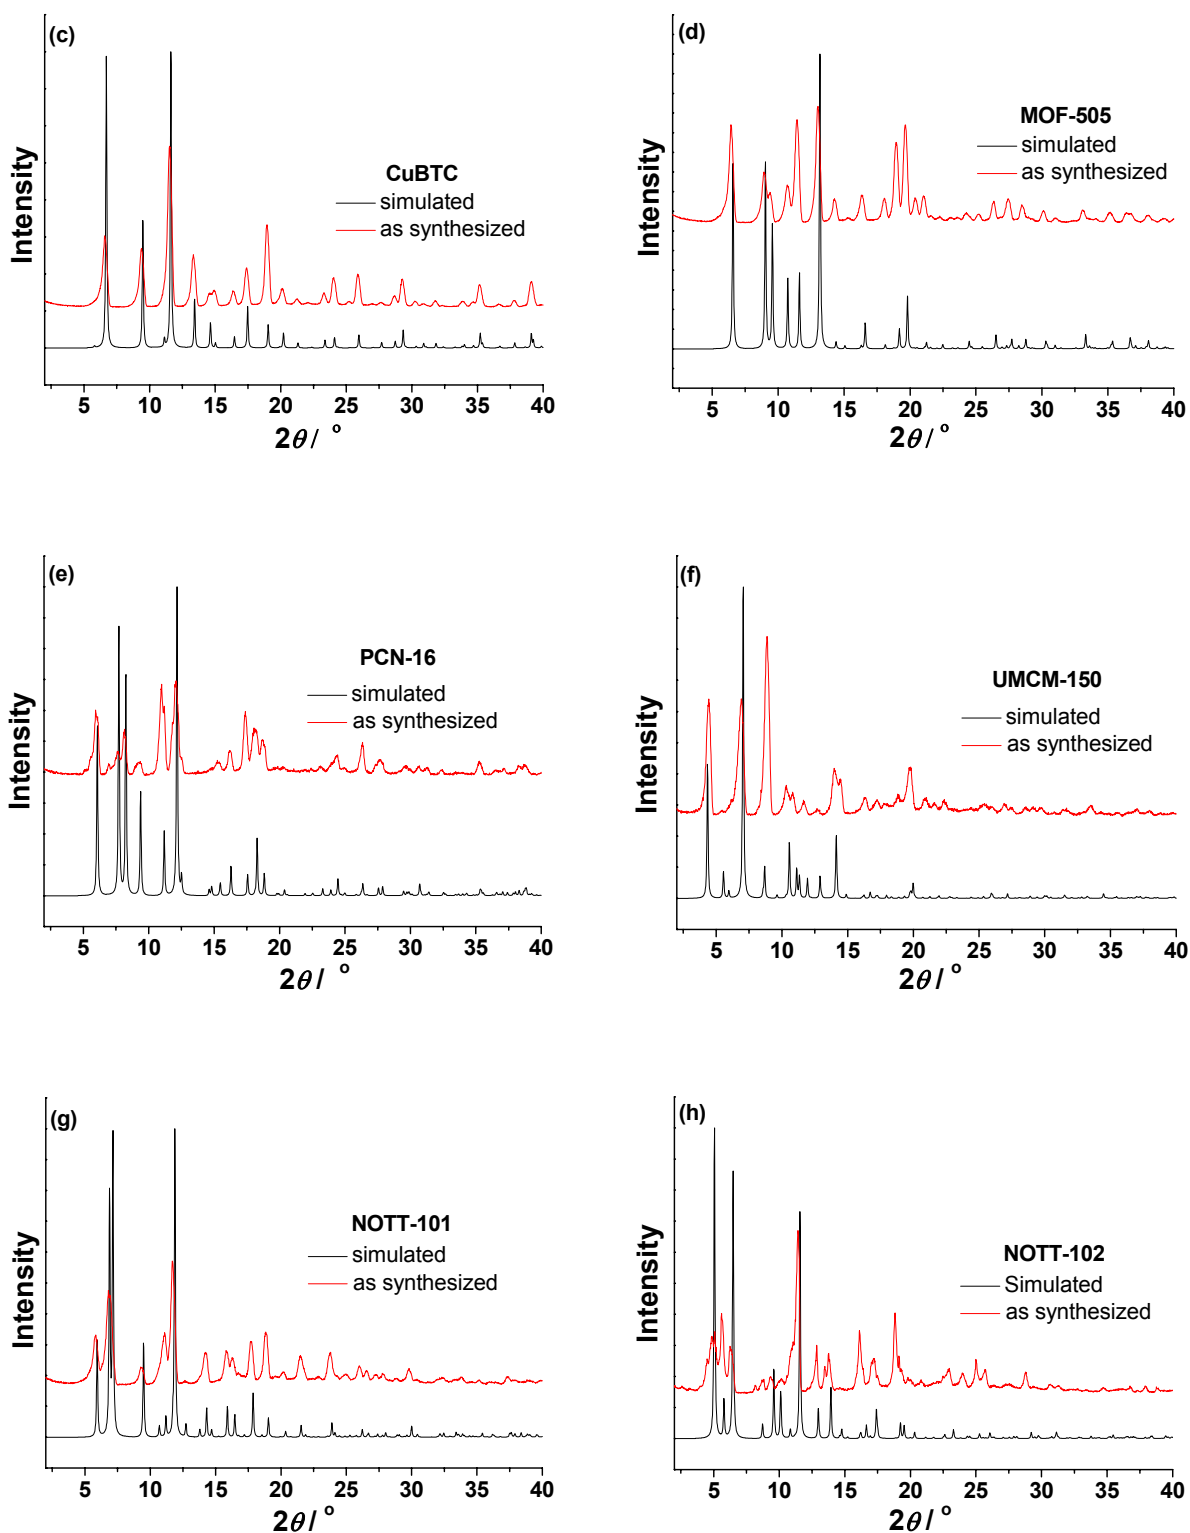 (c)
CuBTC
simulated
as synthesized
Intensity
5 10 15 20 25 30 35 40
2θ / °
(d)
MOF-505
simulated
as synthesized
Intensity
5 10 15 20 25 30 35 40
2θ / °
(e)
PCN-16
simulated
as synthesized
Intensity
5 10 15 20 25 30 35 40
2θ / °
(f)
UMCM-150
simulated
as synthesized
Intensity
5 10 15 20 25 30 35 40
2θ / °
(g)
NOTT-101
simulated
as synthesized
Intensity
5 10 15 20 25 30 35 40
2θ / °
(h)
NOTT-102
Simulated
as synthesized
Intensity
5 10 15 20 25 30 35 40
2θ / °